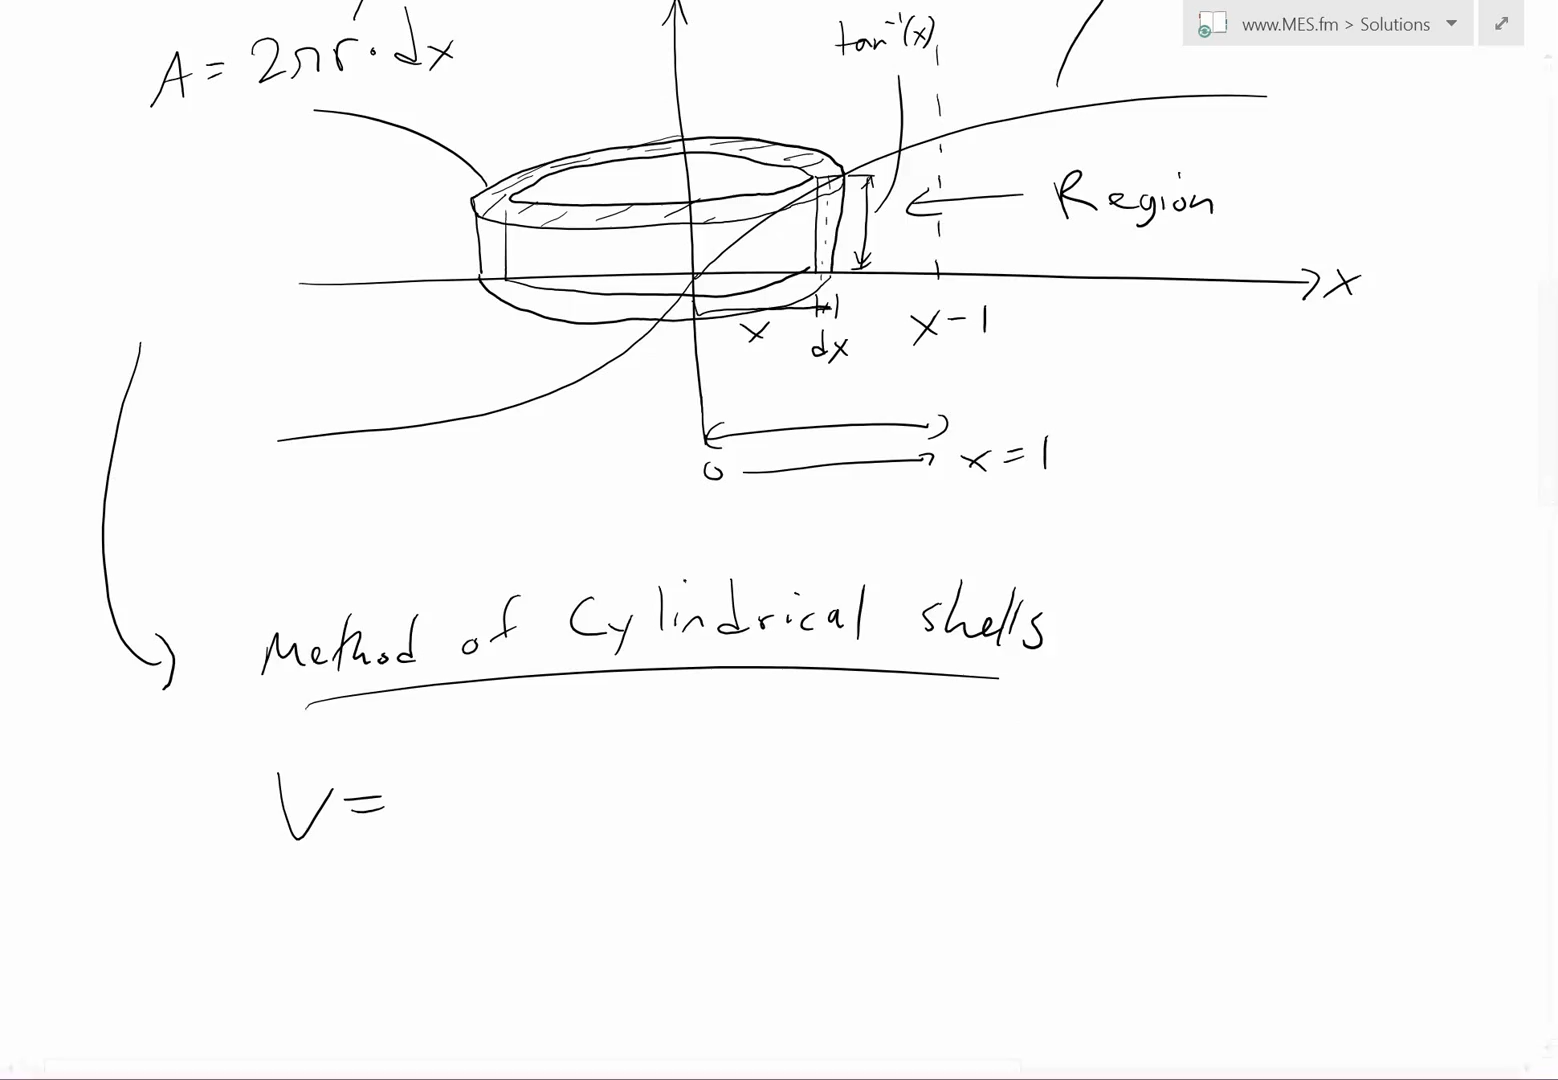 www.MES.fm > Solutions
tan⁻¹(x)
A = 2πr · dx
Region
x
x
dx
x - 1
0
x = 1
Method of Cylindrical shells
V =